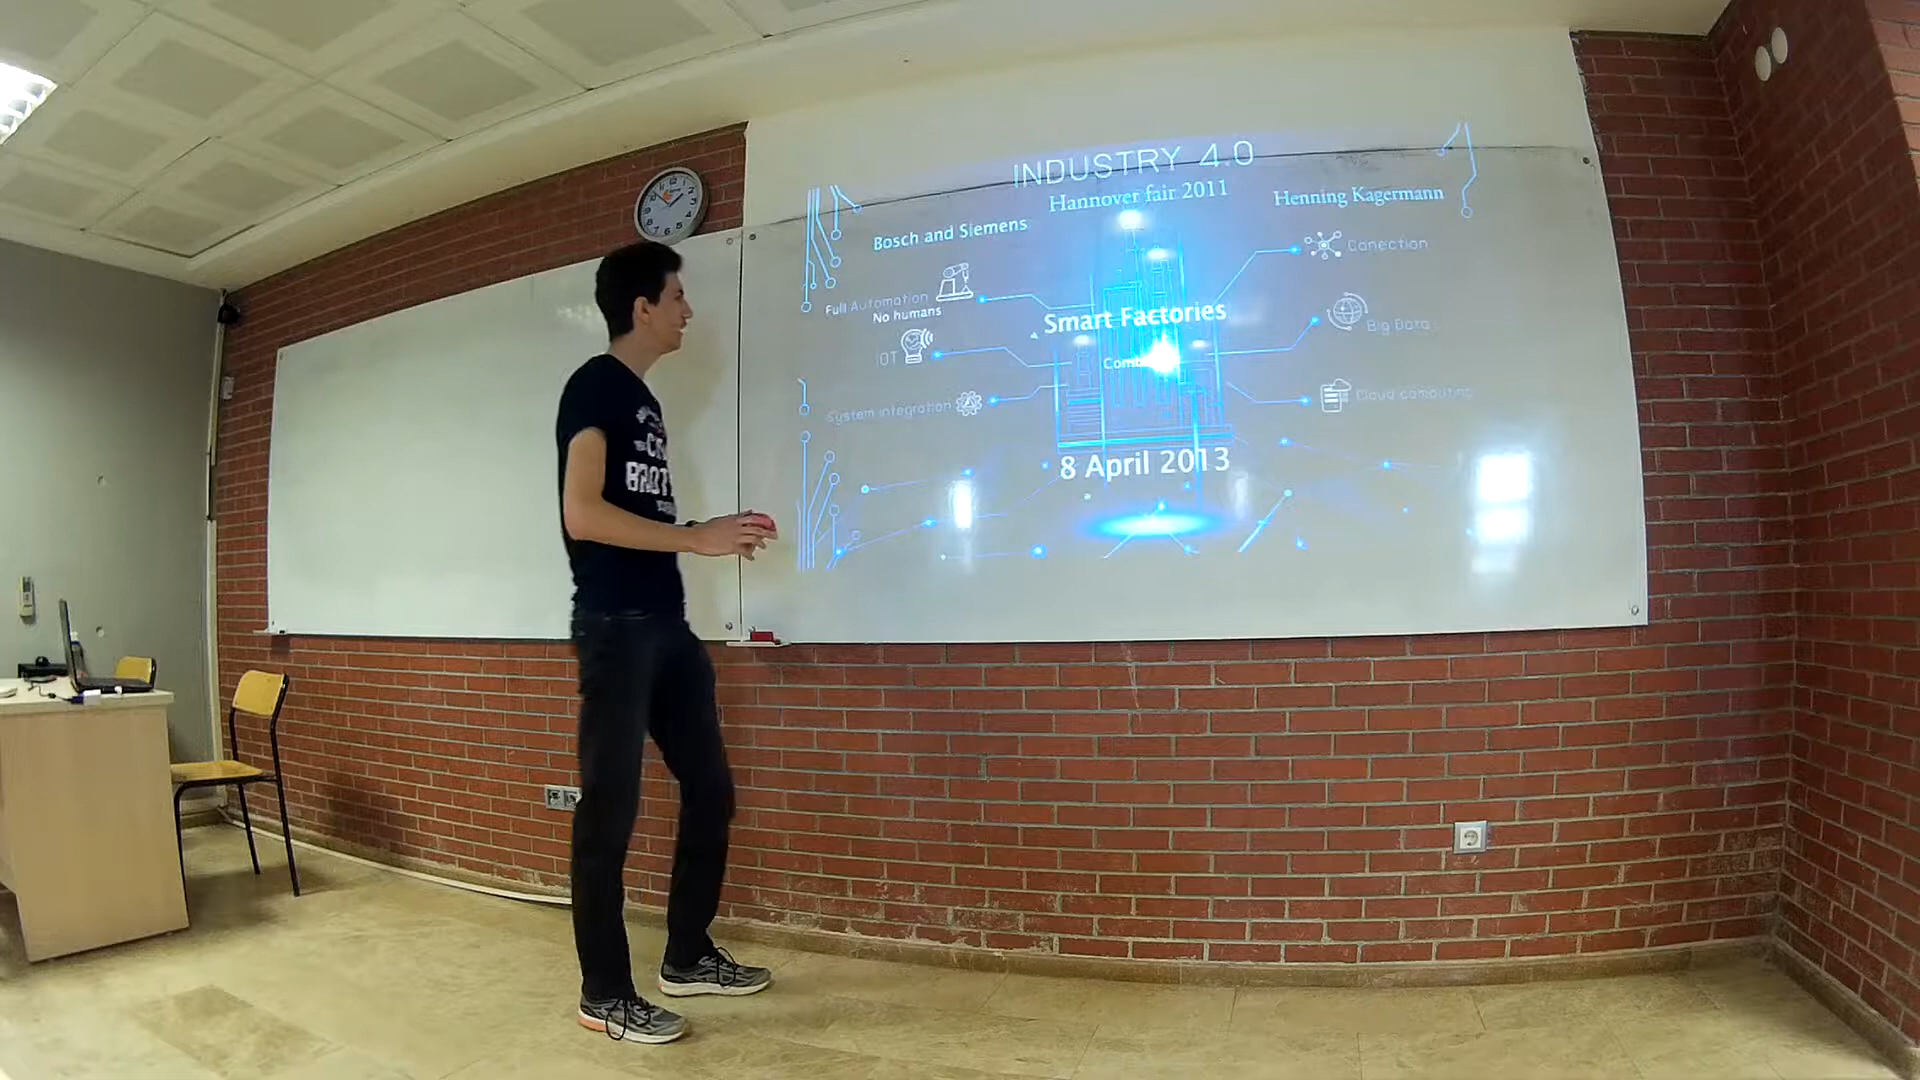 INDUSTRY 4.0
Hannover fair 2011
Henning Kagermann
Bosch and Siemens
Conection
Full Automation
No humans
Smart Factories
Big Data
IOT
System integration
Cloud computing
8 April 2013